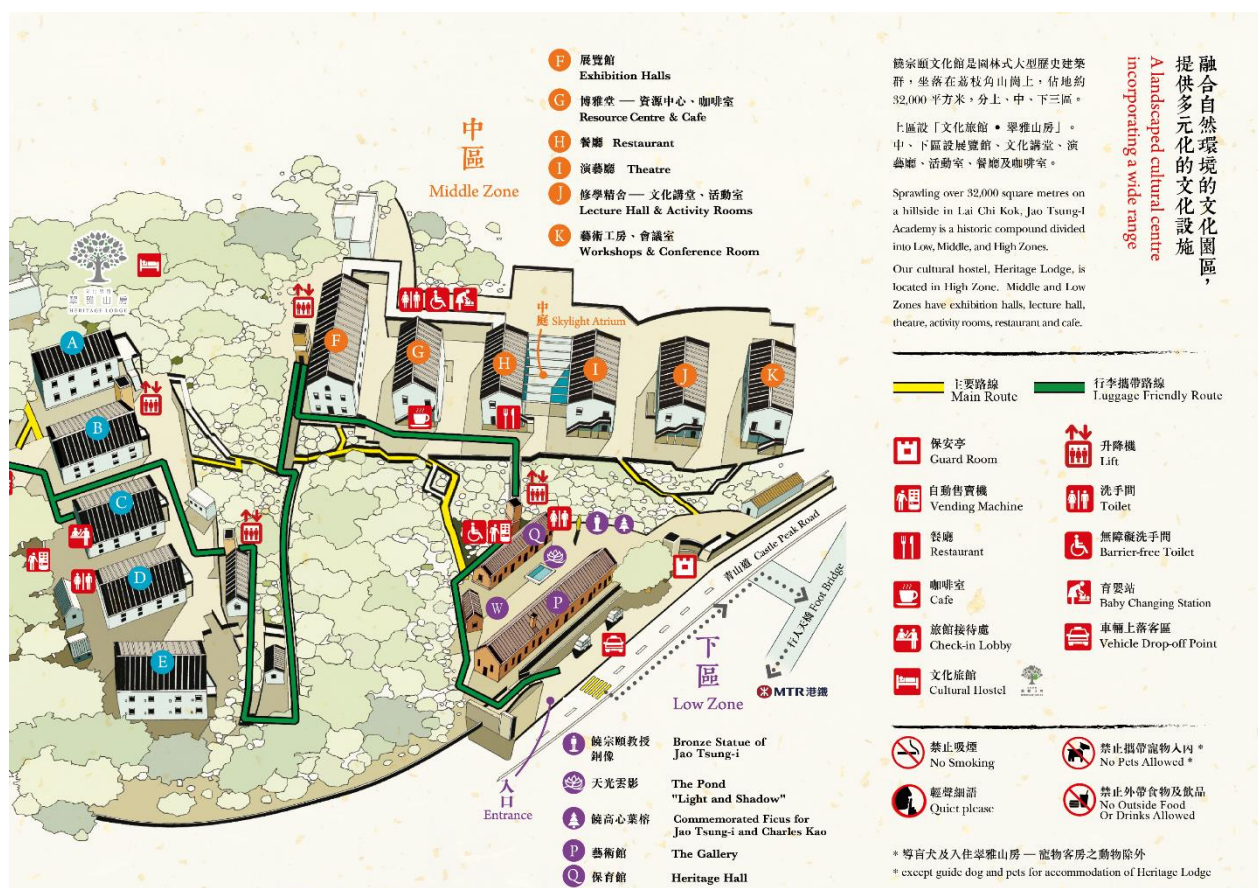 F
展覽館
Exhibition Halls
G
博雅堂 — 資源中心、咖啡室
Resource Centre & Cafe
H
餐廳 Restaurant
I
演藝廳 Theatre
J
修學精舍 — 文化講堂、活動室
Lecture Hall & Activity Rooms
K
藝術工房、會議室
Workshops & Conference Room
中區
Middle Zone
翠雅山房
HERITAGE LODGE
A
B
C
D
E
F
G
H
中庭 Skylight Atrium
I
J
K
Q
W
P
青山道 Castle Peak Road
行人天橋 Foot Bridge
MTR 港鐵
下區
Low Zone
入口
Entrance
饒宗頤教授
銅像
Bronze Statue of
Jao Tsung-i
天光雲影
The Pond
"Light and Shadow"
饒高心葉榕
Commemorated Ficus for
Jao Tsung-i and Charles Kao
P
藝術館
The Gallery
Q
保育館
Heritage Hall
融合自然環境的文化園區，
提供多元化的文化設施
A landscaped cultural centre
incorporating a wide range
饒宗頤文化館是園林式大型歷史建築
群，坐落在荔枝角山崗上，佔地約
32,000 平方米，分上、中、下三區。
上區設「文化旅館 • 翠雅山房」。
中、下區設展覽館、文化講堂、演
藝廳、活動室、餐廳及咖啡室。
Sprawling over 32,000 square metres on
a hillside in Lai Chi Kok, Jao Tsung-I
Academy is a historic compound divided
into Low, Middle, and High Zones.
Our cultural hostel, Heritage Lodge, is
located in High Zone. Middle and Low
Zones have exhibition halls, lecture hall,
theatre, activity rooms, restaurant and cafe.
主要路線
Main Route
行李攜帶路線
Luggage Friendly Route
保安亭
Guard Room
升降機
Lift
自動售賣機
Vending Machine
洗手間
Toilet
餐廳
Restaurant
無障礙洗手間
Barrier-free Toilet
咖啡室
Cafe
育嬰站
Baby Changing Station
旅館接待處
Check-in Lobby
車輛上落客區
Vehicle Drop-off Point
文化旅館
Cultural Hostel
禁止吸煙
No Smoking
禁止攜帶寵物入內 *
No Pets Allowed *
輕聲細語
Quiet please
禁止外帶食物及飲品
No Outside Food
Or Drinks Allowed
* 導盲犬及入住翠雅山房 — 寵物客房之動物除外
* except guide dog and pets for accommodation of Heritage Lodge